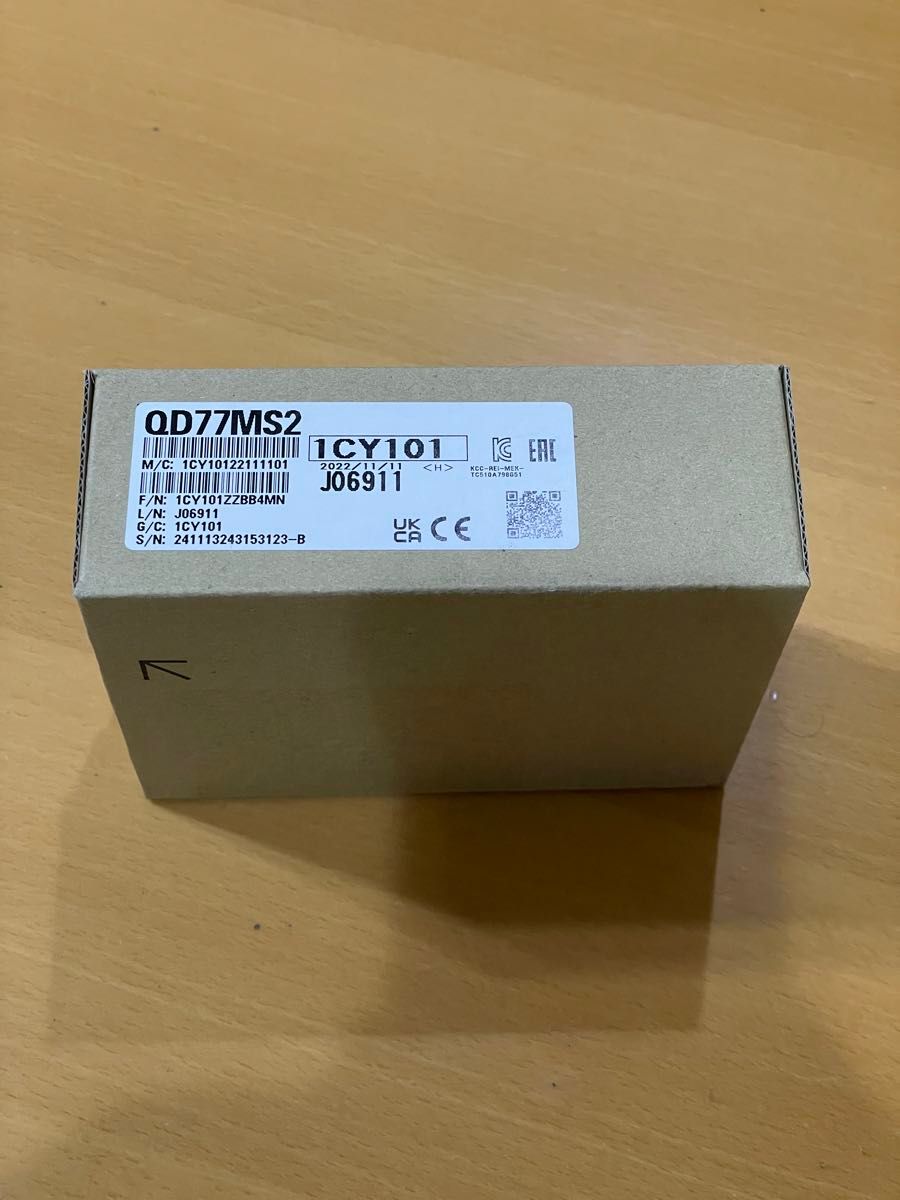 QD77MS2
1CY101
M/C: 1CY10122111101
2022/11/11 <H>
KCC-REI-MEK-
TC510A798G51
J06911
F/N: 1CY101ZZBB4MN
L/N: J06911
G/C: 1CY101
S/N: 241113243153123-B
UK
CA CE
EAC